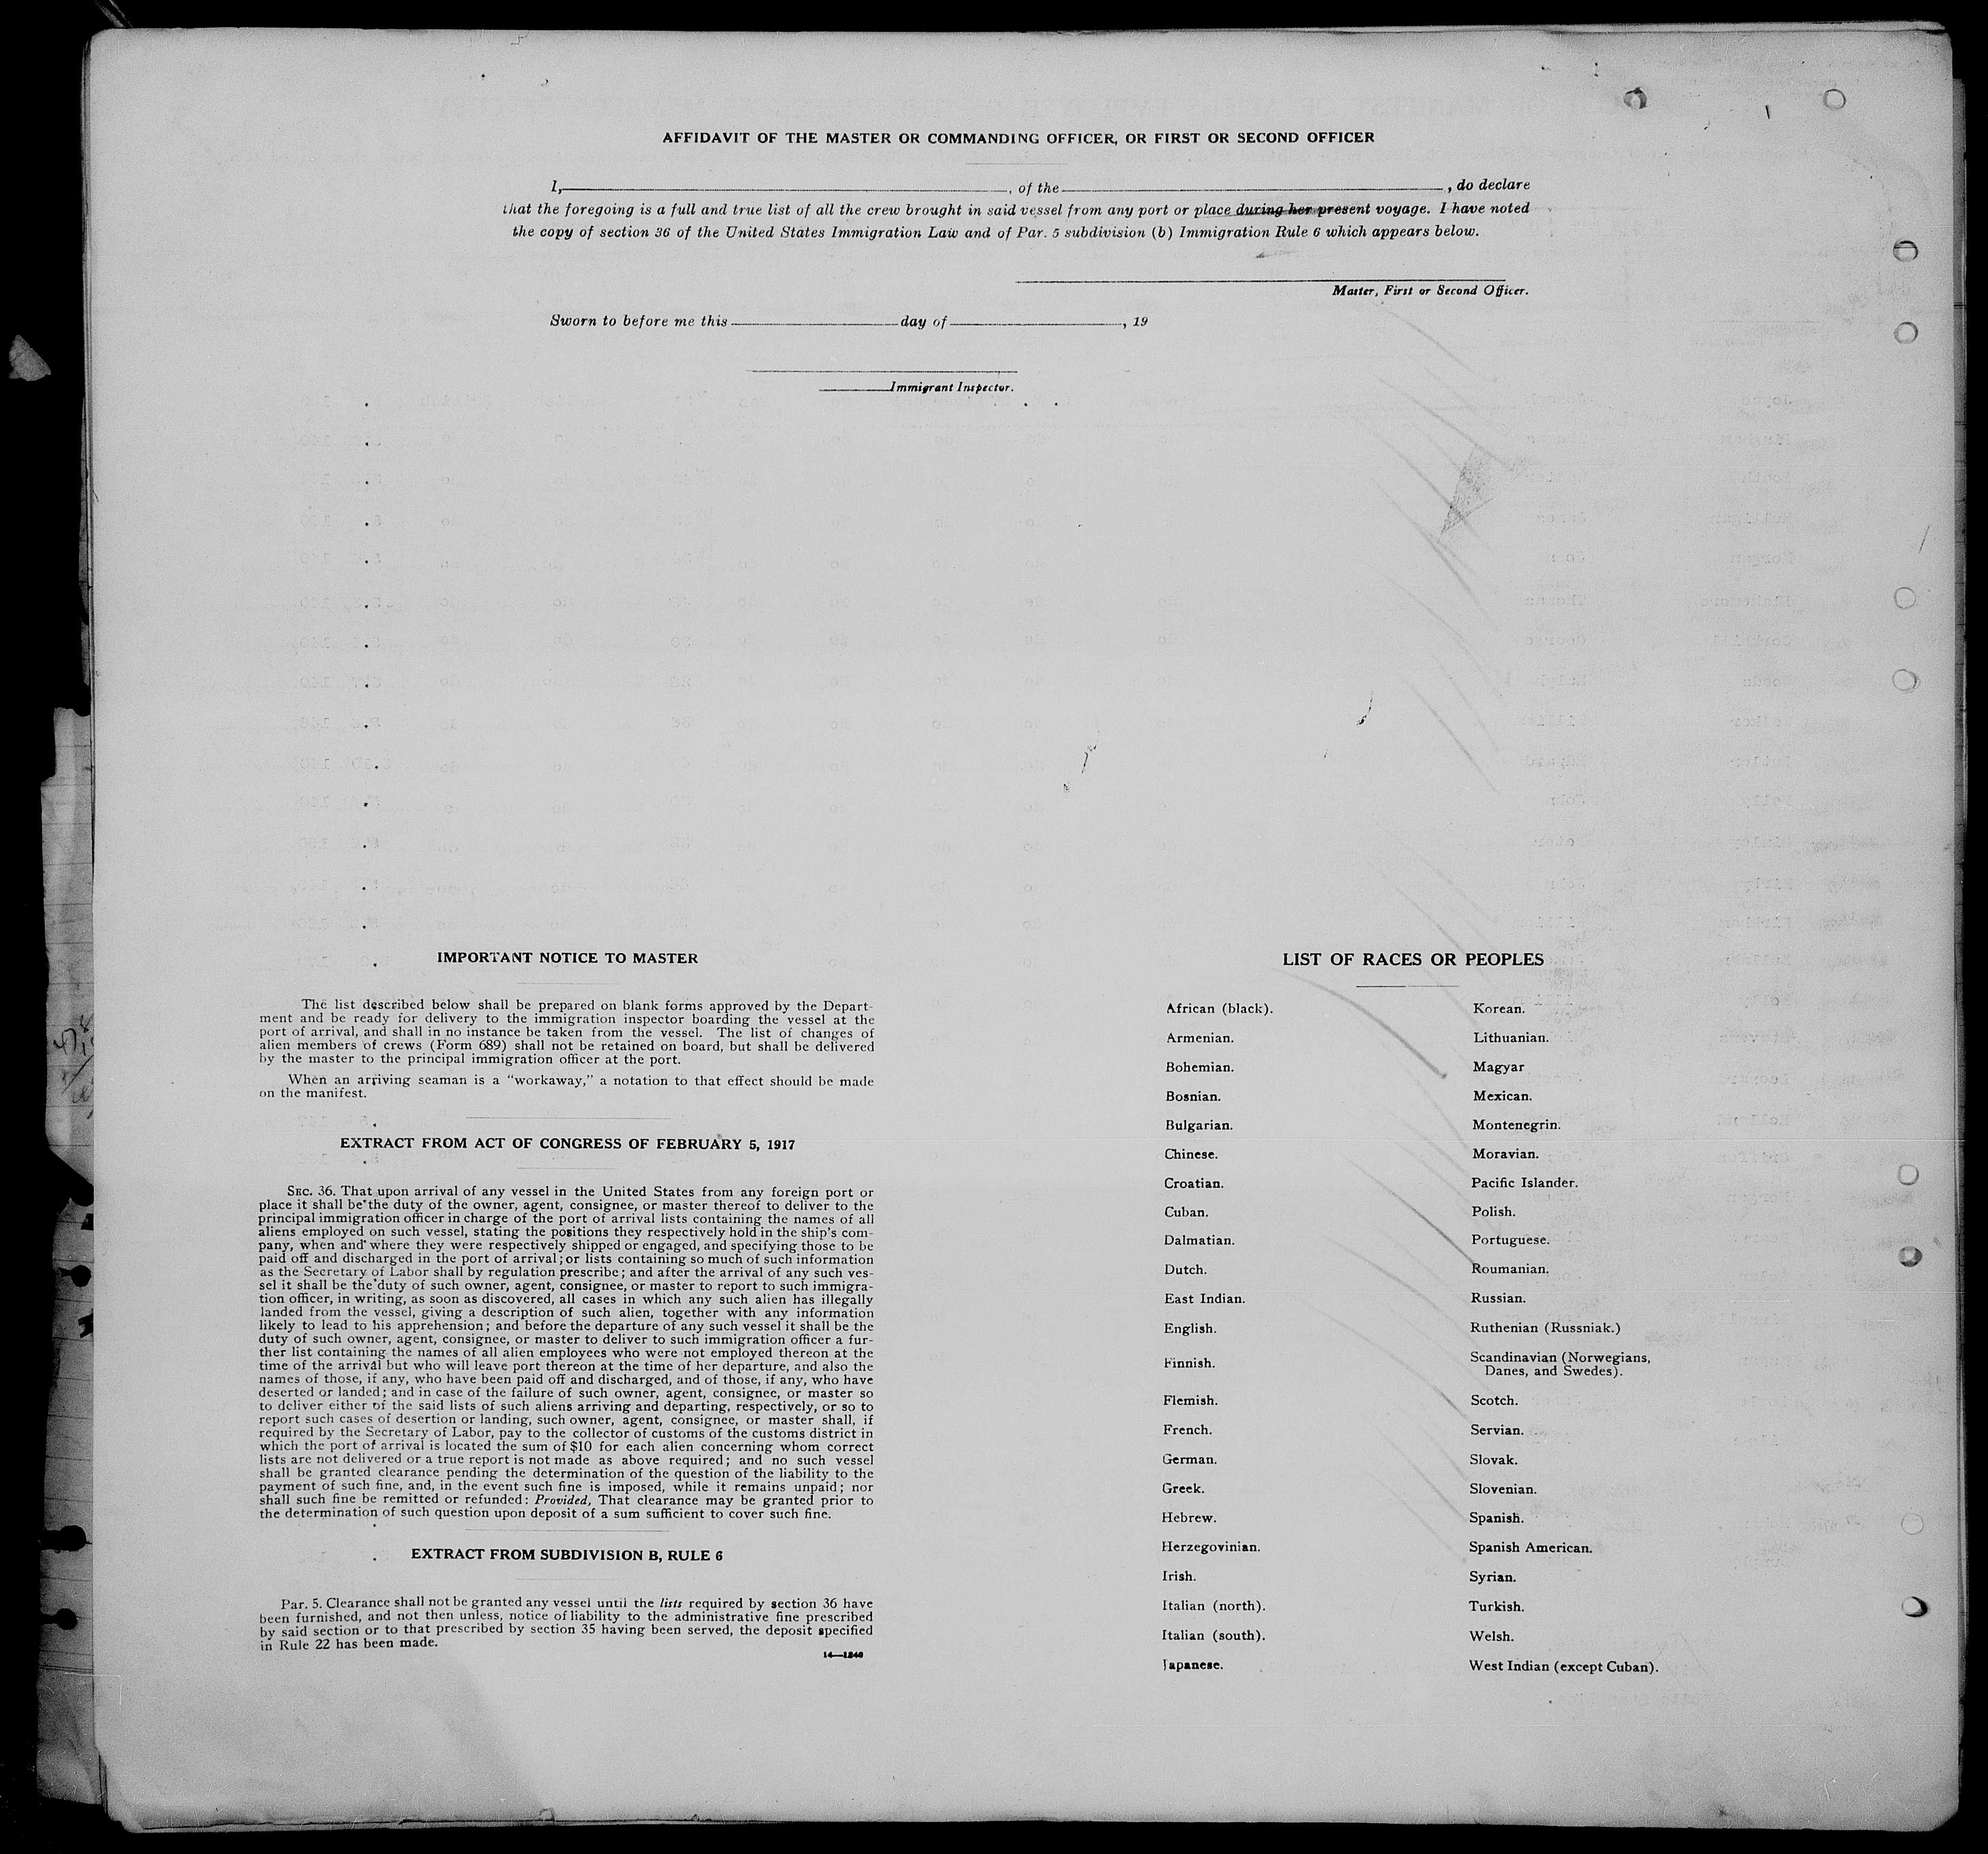 AFFIDAVIT OF THE MASTER OR COMMANDING OFFICER, OR FIRST OR SECOND OFFICER
I, , of the , do declare
that the foregoing is a full and true list of all the crew brought in said vessel from any port or place during her present voyage. I have noted
the copy of section 36 of the United States Immigration Law and of Par. 5 subdivision (b) Immigration Rule 6 which appears below.
Master, First or Second Officer.
Sworn to before me this day of , 19
Immigrant Inspector.
IMPORTANT NOTICE TO MASTER
The list described below shall be prepared on blank forms approved by the Depart-
ment and be ready for delivery to the immigration inspector boarding the vessel at the
port of arrival, and shall in no instance be taken from the vessel. The list of changes of
alien members of crews (Form 689) shall not be retained on board, but shall be delivered
by the master to the principal immigration officer at the port.
When an arriving seaman is a "workaway," a notation to that effect should be made
on the manifest.
EXTRACT FROM ACT OF CONGRESS OF FEBRUARY 5, 1917
SEC. 36. That upon arrival of any vessel in the United States from any foreign port or
place it shall be the duty of the owner, agent, consignee, or master thereof to deliver to the
principal immigration officer in charge of the port of arrival lists containing the names of all
aliens employed on such vessel, stating the positions they respectively hold in the ship's com-
pany, when and where they were respectively shipped or engaged, and specifying those to be
paid off and discharged in the port of arrival; or lists containing so much of such information
as the Secretary of Labor shall by regulation prescribe; and after the arrival of any such ves-
sel it shall be the duty of such owner, agent, consignee, or master to report to such immigra-
tion officer, in writing, as soon as discovered, all cases in which any such alien has illegally
landed from the vessel, giving a description of such alien, together with any information
likely to lead to his apprehension; and before the departure of any such vessel it shall be the
duty of such owner, agent, consignee, or master to deliver to such immigration officer a fur-
ther list containing the names of all alien employees who were not employed thereon at the
time of the arrival but who will leave port thereon at the time of her departure, and also the
names of those, if any, who have been paid off and discharged, and of those, if any, who have
deserted or landed; and in case of the failure of such owner, agent, consignee, or master so
to deliver either of the said lists of such aliens arriving and departing, respectively, or so to
report such cases of desertion or landing, such owner, agent, consignee, or master shall, if
required by the Secretary of Labor, pay to the collector of customs of the customs district in
which the port of arrival is located the sum of $10 for each alien concerning whom correct
lists are not delivered or a true report is not made as above required; and no such vessel
shall be granted clearance pending the determination of the question of the liability to the
payment of such fine, and, in the event such fine is imposed, while it remains unpaid; nor
shall such fine be remitted or refunded: Provided, That clearance may be granted prior to
the determination of such question upon deposit of a sum sufficient to cover such fine.
EXTRACT FROM SUBDIVISION B, RULE 6
Par. 5. Clearance shall not be granted any vessel until the lists required by section 36 have
been furnished, and not then unless, notice of liability to the administrative fine prescribed
by said section or to that prescribed by section 35 having been served, the deposit specified
in Rule 22 has been made.
14—1240
LIST OF RACES OR PEOPLES
African (black).
Armenian.
Bohemian.
Bosnian.
Bulgarian.
Chinese.
Croatian.
Cuban.
Dalmatian.
Dutch.
East Indian.
English.
Finnish.
Flemish.
French.
German.
Greek.
Hebrew.
Herzegovinian.
Irish.
Italian (north).
Italian (south).
Japanese.
Korean.
Lithuanian.
Magyar
Mexican.
Montenegrin.
Moravian.
Pacific Islander.
Polish.
Portuguese.
Roumanian.
Russian.
Ruthenian (Russniak.)
Scandinavian (Norwegians,
Danes, and Swedes).
Scotch.
Servian.
Slovak.
Slovenian.
Spanish.
Spanish American.
Syrian.
Turkish.
Welsh.
West Indian (except Cuban).